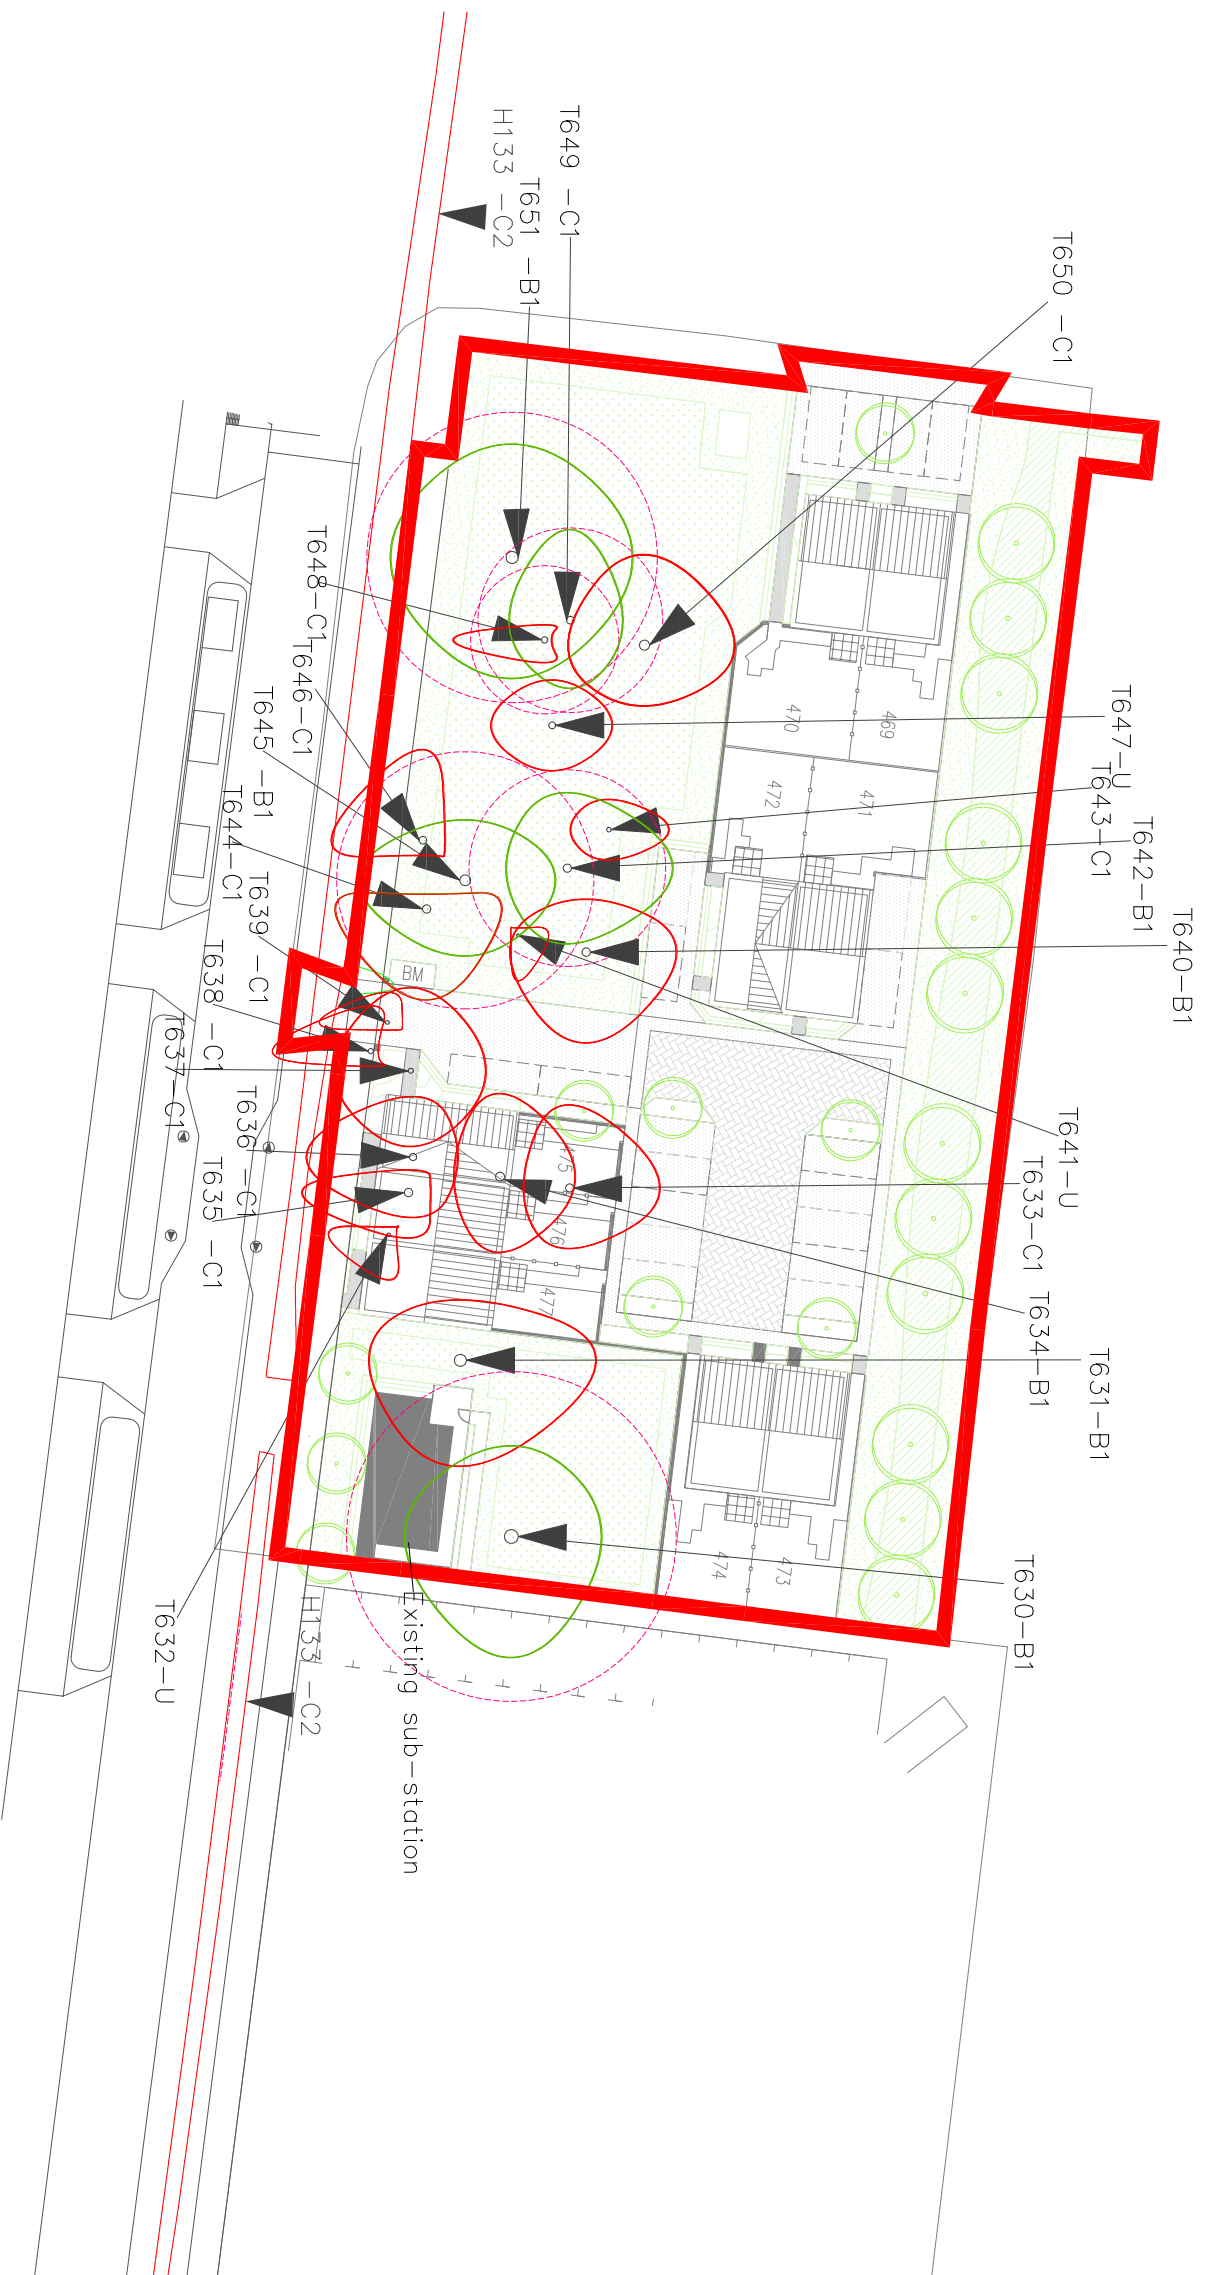 T640-B1
T642-B1
T647-U
T643-C1
T631-B1
T650 -C1
T641-U
T634-B1
T633-C1
T630-B1
469
471
470
472
473
474
T649 -C1
475
476
477
T651 -B1
H133 -C2
BM
Existing sub-station
T648-C1
T646-C1
H133 -C2
T645 -B1
T639-C1
T636 -C1
T644-C1
T638 -C1
T635 -C1
T637-C1
T632-U